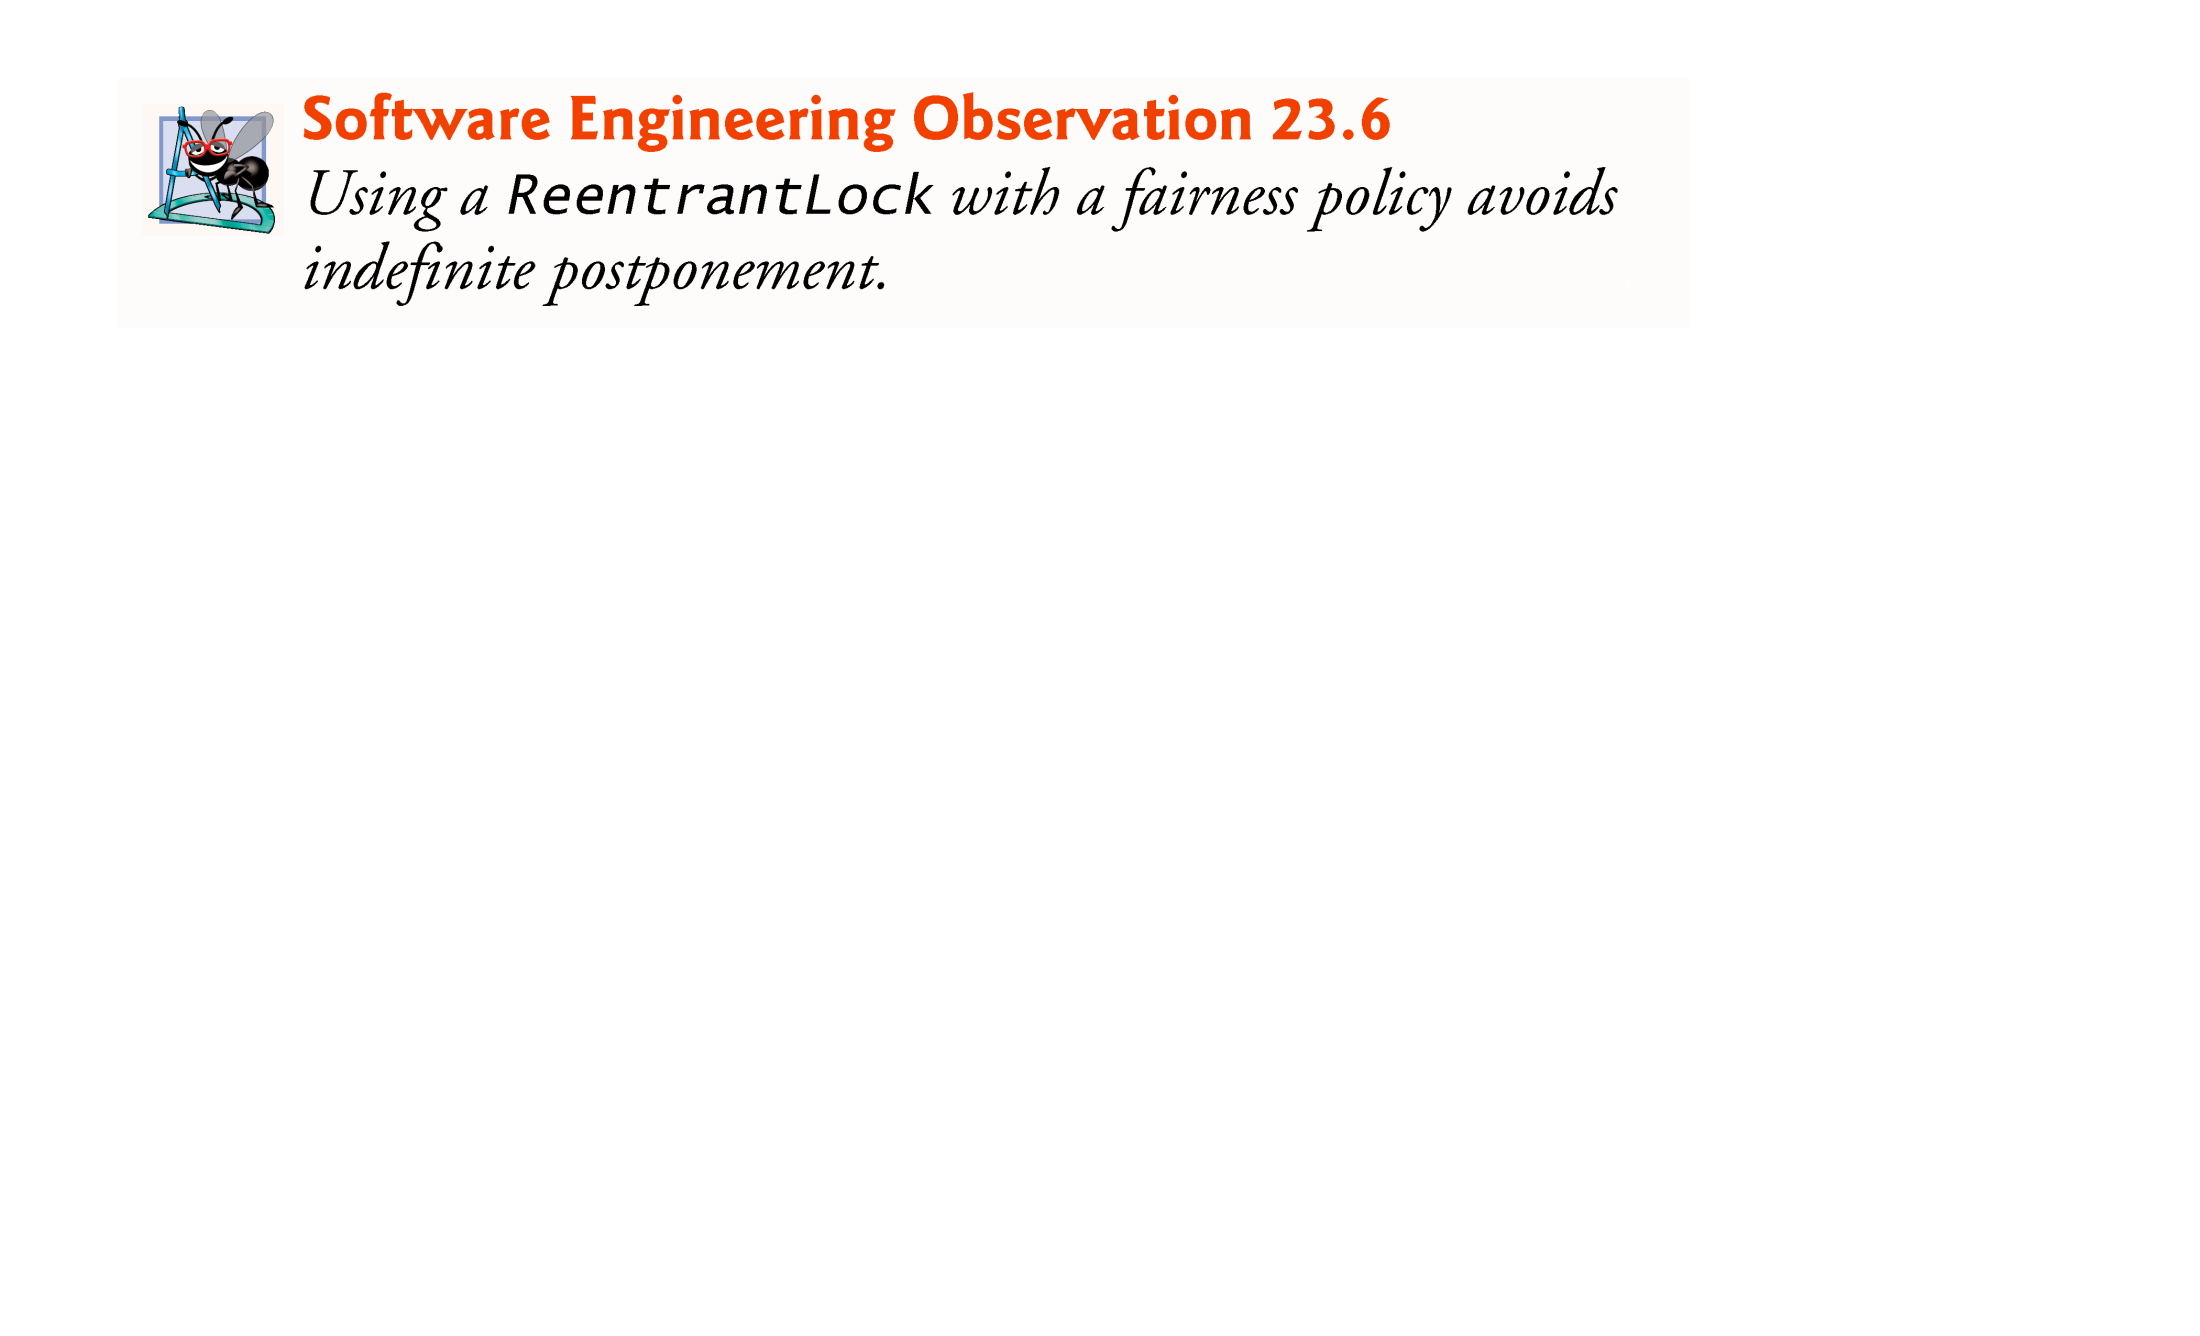 Software Engineering Observation 23.6
Using a ReentrantLock with a fairness policy avoids
indefinite postponement.